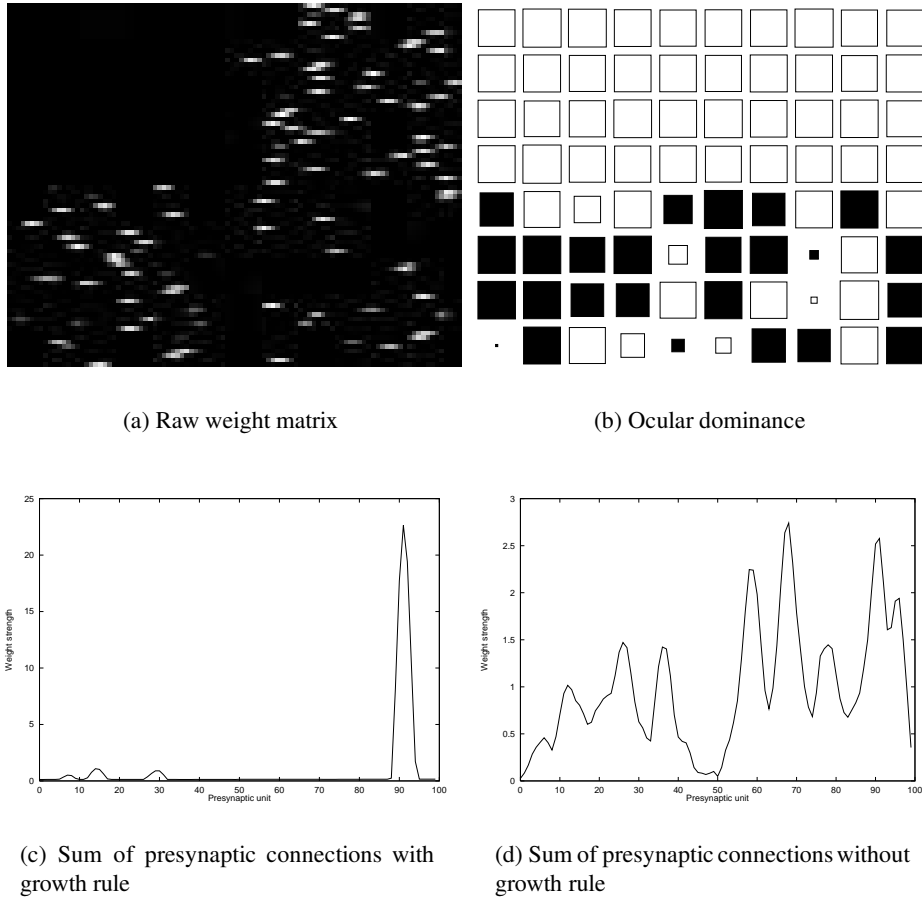 (a) Raw weight matrix
(b) Ocular dominance
25
20
15
10
5
0
Weight strength
0 10 20 30 40 50 60 70 80 90 100
Presynaptic unit
3
2.5
2
1.5
1
0.5
0
Weight strength
0 10 20 30 40 50 60 70 80 90 100
Presynaptic unit
(c) Sum of presynaptic connections with
growth rule
(d) Sum of presynaptic connections without
growth rule